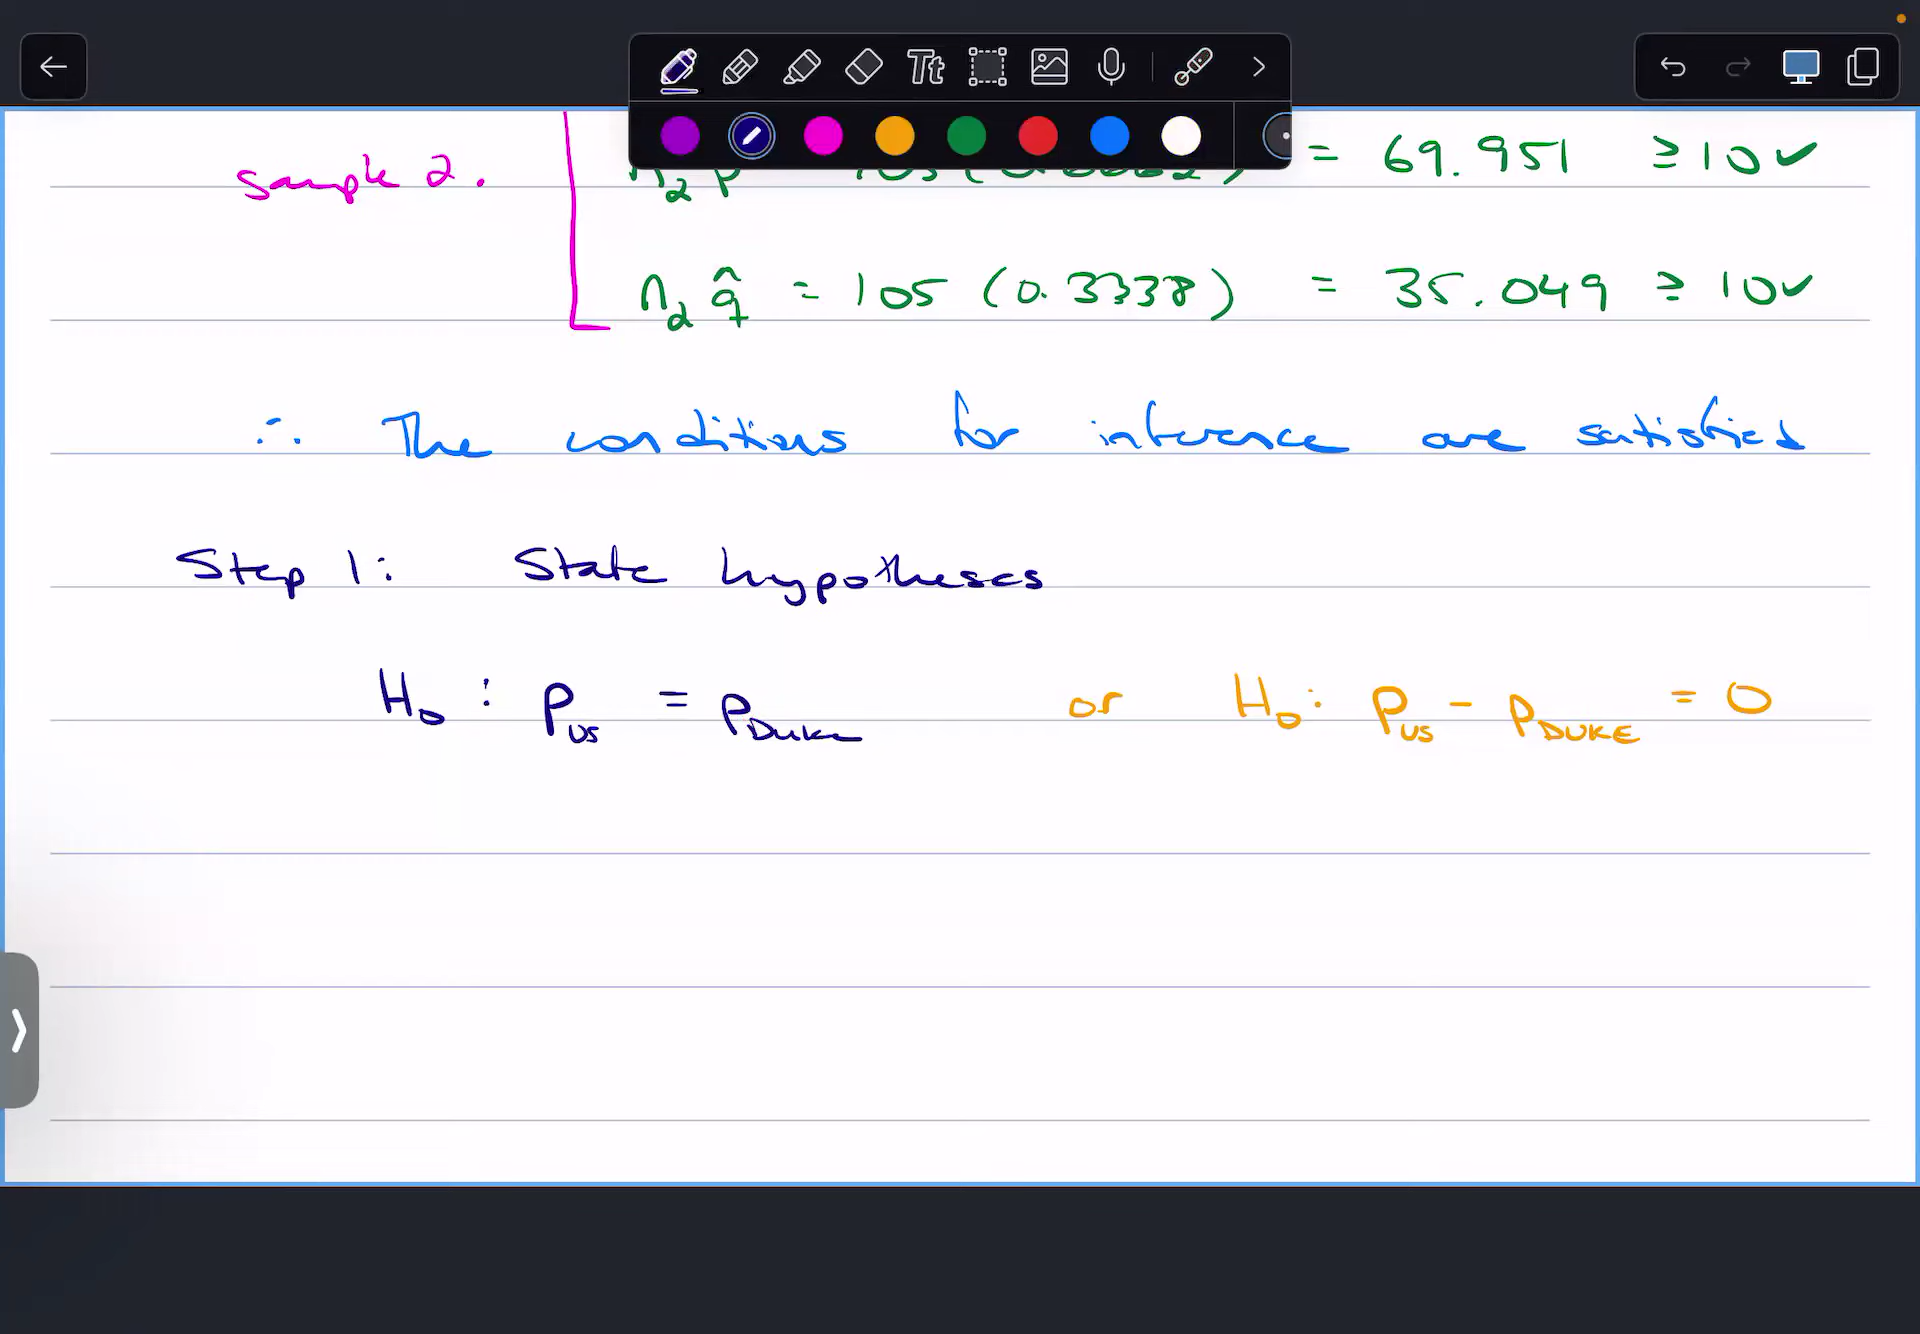 Tt
= 69.951 ≥ 10 ✓
sample 2.
n₂ q̂ = 105 (0.3338) = 35.049 ≥ 10 ✓
∴ The conditions for inference are satisfied
Step 1: State hypotheses
H₀ : p_US = p_Duke or H₀: p_US - p_DUKE = 0